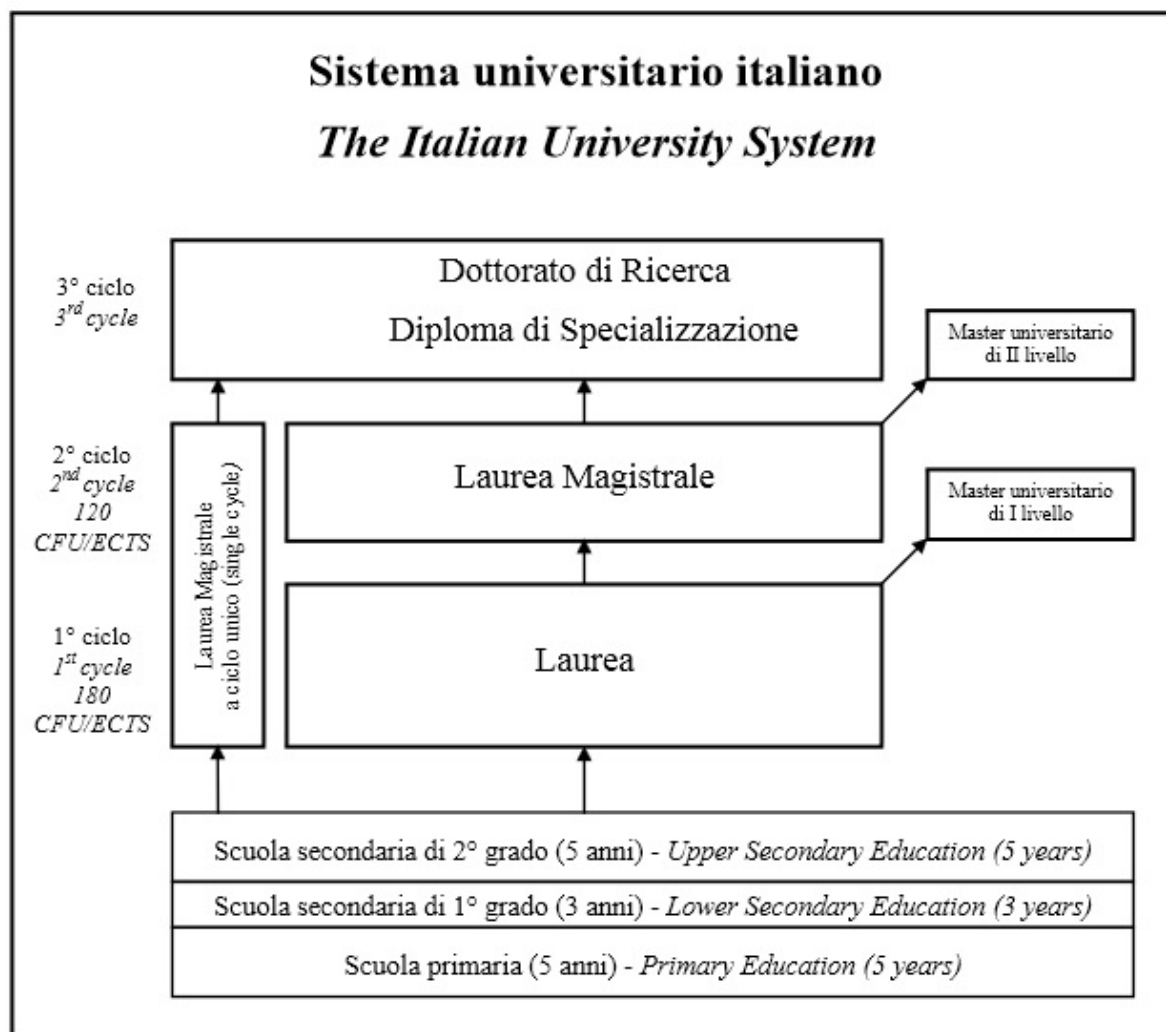 Sistema universitario italiano
The Italian University System
3° ciclo
3rd cycle
Dottorato di Ricerca
Diploma di Specializzazione
Master universitario
di II livello
2° ciclo
2nd cycle
120
CFU/ECTS
Laurea Magistrale
a ciclo unico (single cycle)
Laurea Magistrale
Master universitario
di I livello
1° ciclo
1st cycle
180
CFU/ECTS
Laurea
Scuola secondaria di 2° grado (5 anni) - Upper Secondary Education (5 years)
Scuola secondaria di 1° grado (3 anni) - Lower Secondary Education (3 years)
Scuola primaria (5 anni) - Primary Education (5 years)